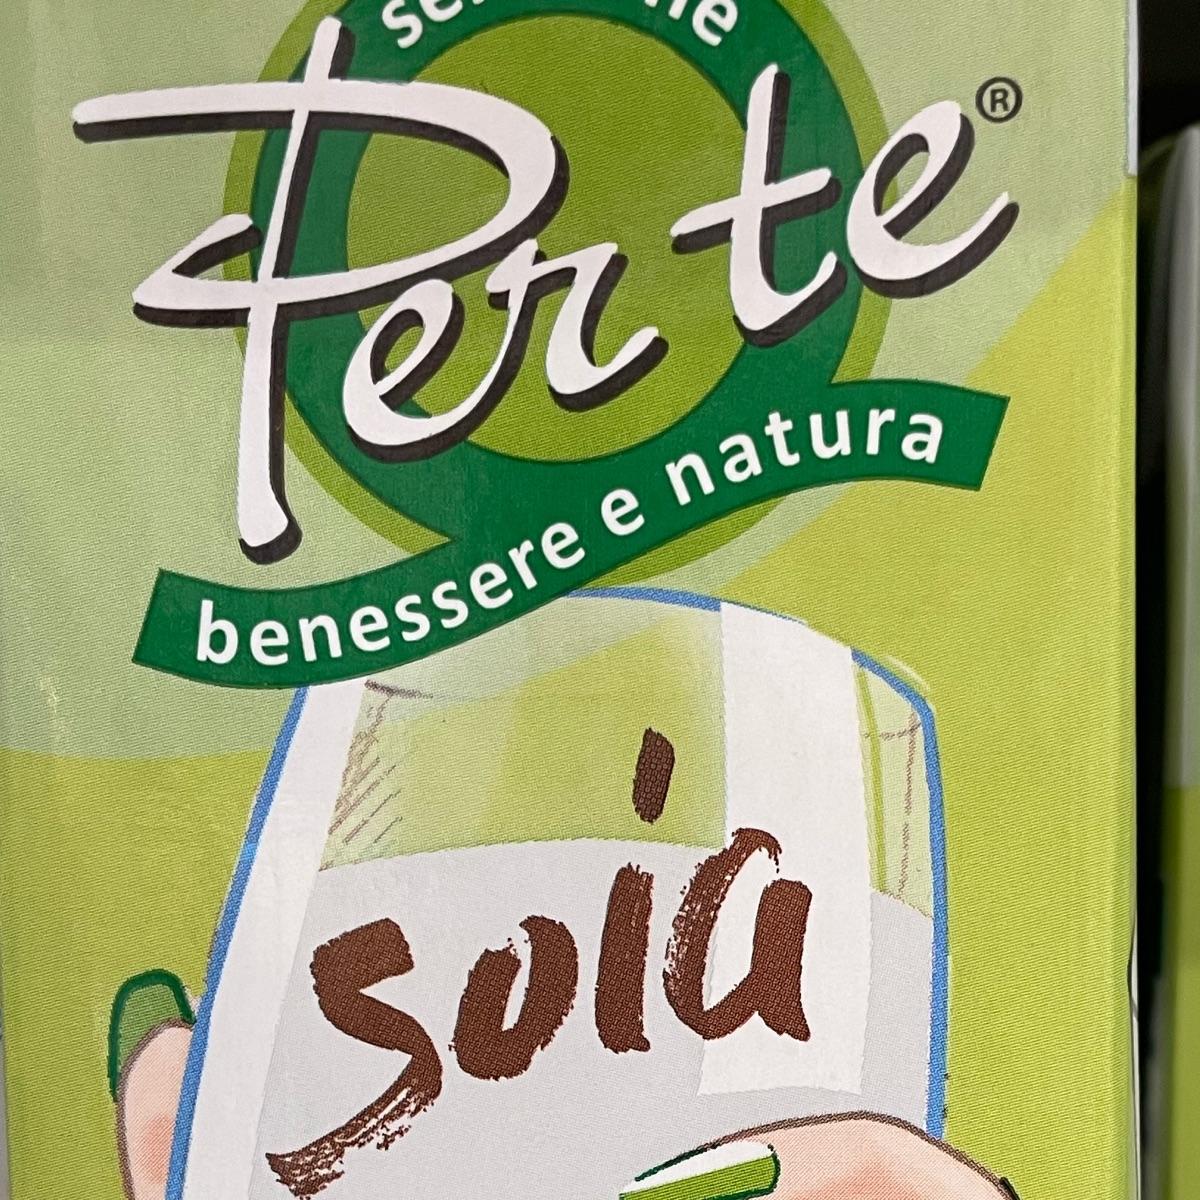 Per te®
benessere e natura
soia